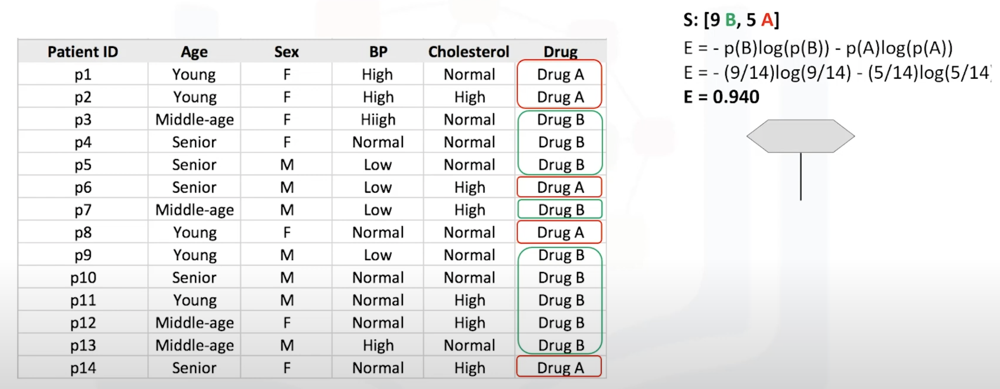 S: [9 B, 5 A]
E = - p(B)log(p(B)) - p(A)log(p(A))
E = - (9/14)log(9/14) - (5/14)log(5/14)
E = 0.940
Patient ID Age Sex BP Cholesterol Drug
p1 Young F High Normal Drug A
p2 Young F High High Drug A
p3 Middle-age F Hiigh Normal Drug B
p4 Senior F Normal Normal Drug B
p5 Senior M Low Normal Drug B
p6 Senior M Low High Drug A
p7 Middle-age M Low High Drug B
p8 Young F Normal Normal Drug A
p9 Young M Low Normal Drug B
p10 Senior M Normal Normal Drug B
p11 Young M Normal High Drug B
p12 Middle-age F Normal High Drug B
p13 Middle-age M High Normal Drug B
p14 Senior F Normal High Drug A